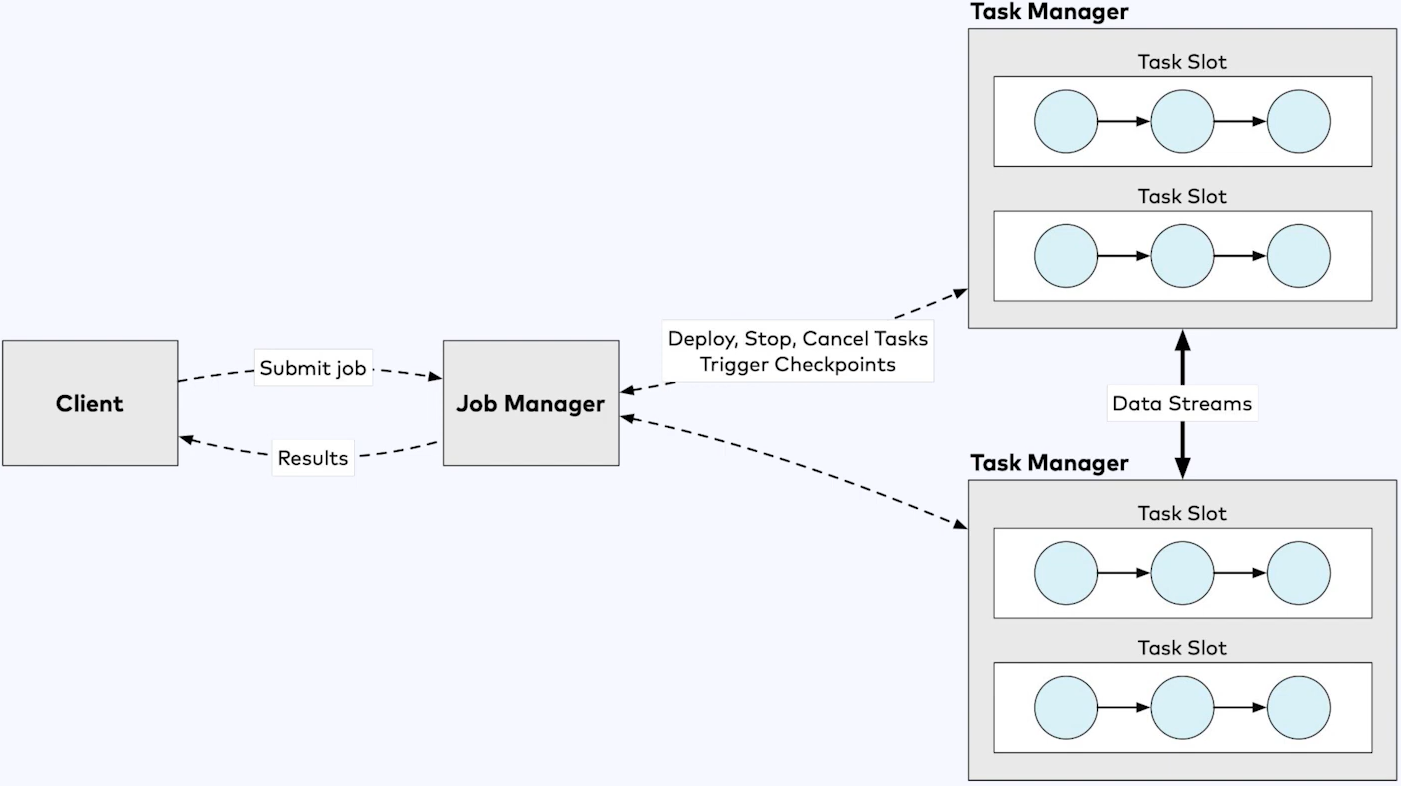 Task Manager
Task Slot
Task Slot
Deploy, Stop, Cancel Tasks
Trigger Checkpoints
Submit job
Client
Job Manager
Data Streams
Results
Task Manager
Task Slot
Task Slot